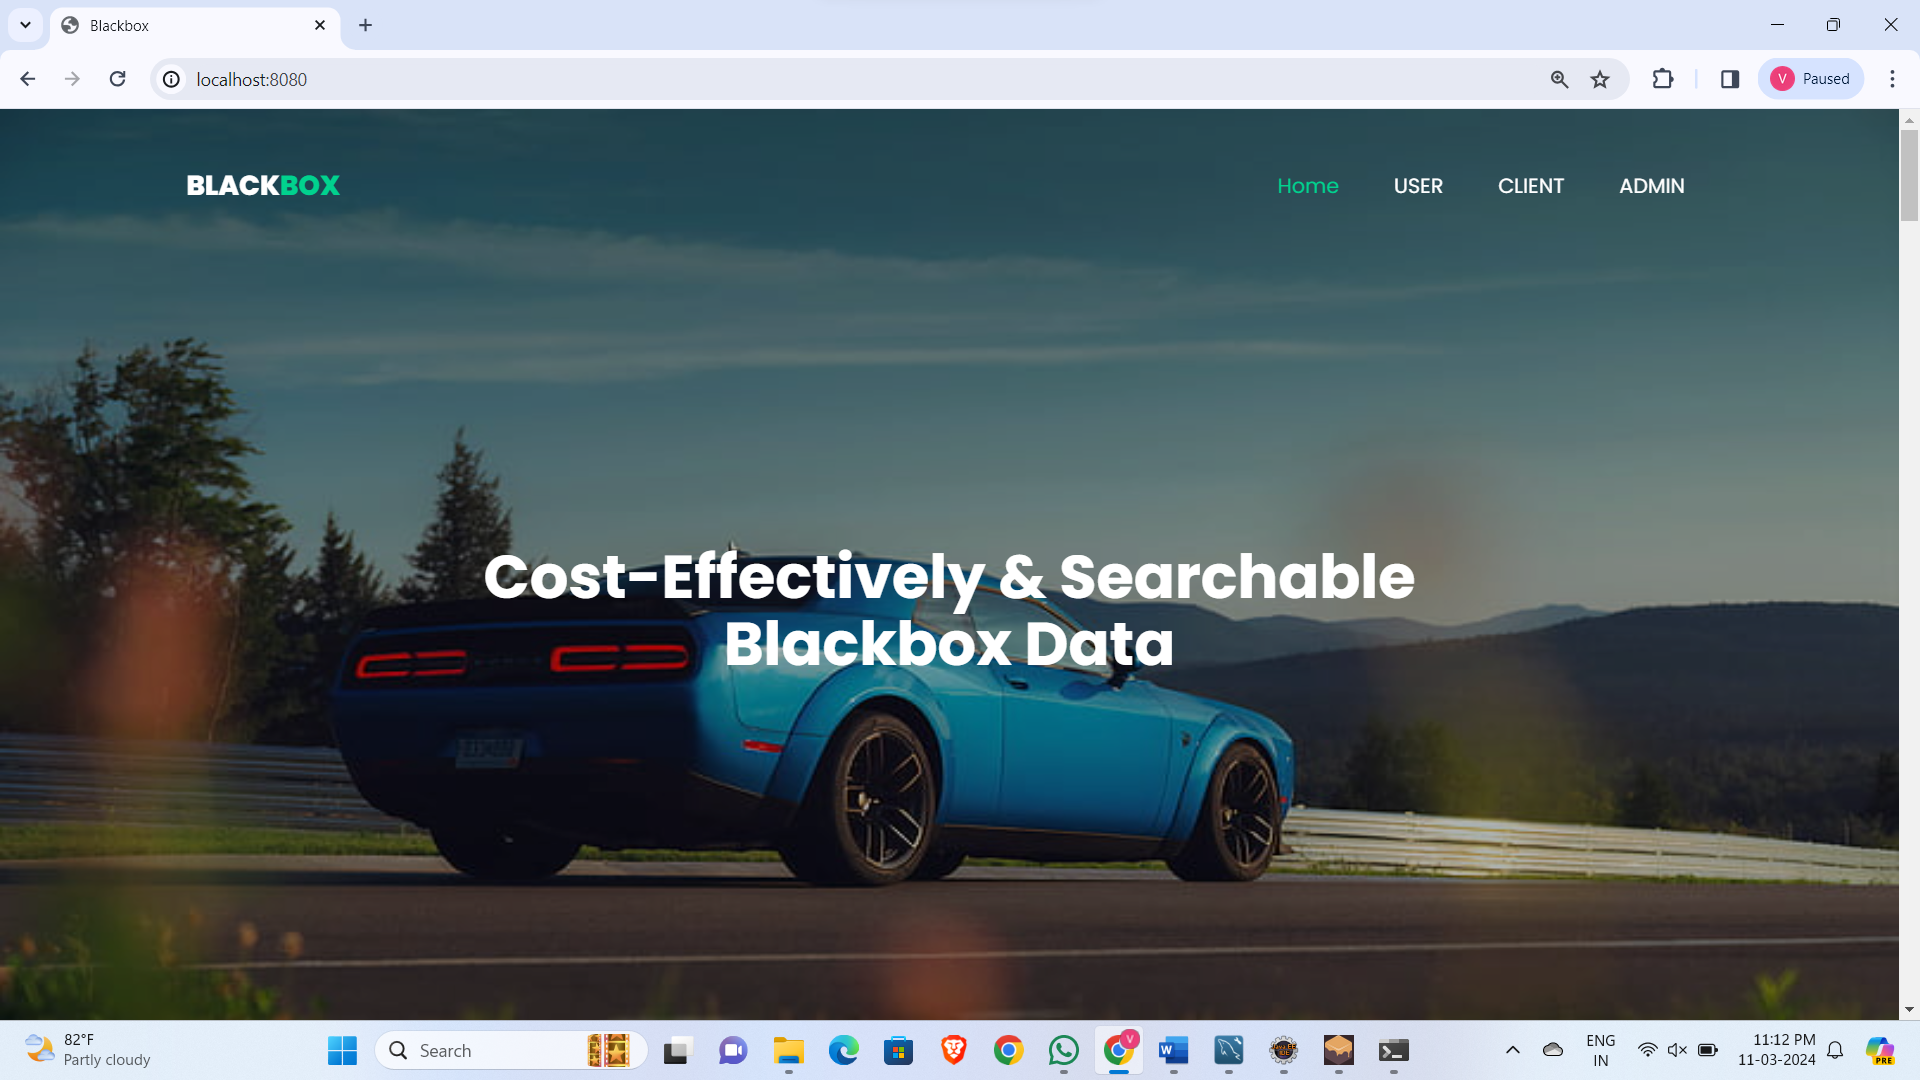 Blackbox
localhost:8080
V
Paused
BLACKBOX
Home
USER
CLIENT
ADMIN
Cost-Effectively & Searchable
Blackbox Data
82°F
Partly cloudy
Search
V
W
ENG
IN
11:12 PM
11-03-2024
PRE